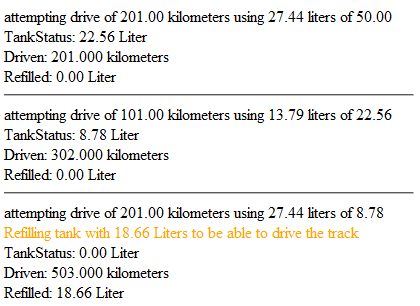 attempting drive of 201.00 kilometers using 27.44 liters of 50.00
TankStatus: 22.56 Liter
Driven: 201.000 kilometers
Refilled: 0.00 Liter
attempting drive of 101.00 kilometers using 13.79 liters of 22.56
TankStatus: 8.78 Liter
Driven: 302.000 kilometers
Refilled: 0.00 Liter
attempting drive of 201.00 kilometers using 27.44 liters of 8.78
Refilling tank with 18.66 Liters to be able to drive the track
TankStatus: 0.00 Liter
Driven: 503.000 kilometers
Refilled: 18.66 Liter